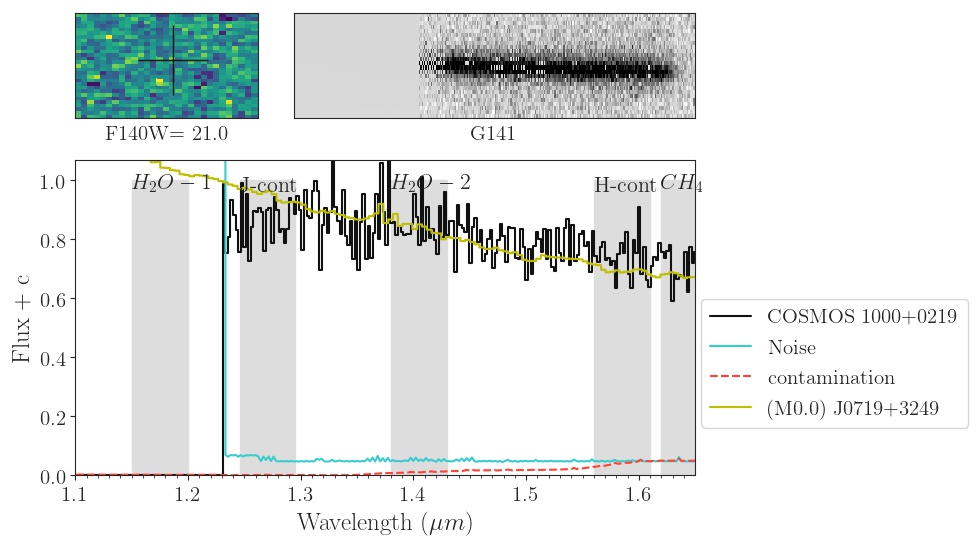 F140W= 21.0
G141
H₂O − 1
J-cont
H₂O − 2
H-cont
CH₄
1.0
0.8
0.6
0.4
0.2
0.0
Flux + c
1.1
1.2
1.3
1.4
1.5
1.6
Wavelength (μm)
COSMOS 1000+0219
Noise
contamination
(M0.0) J0719+3249